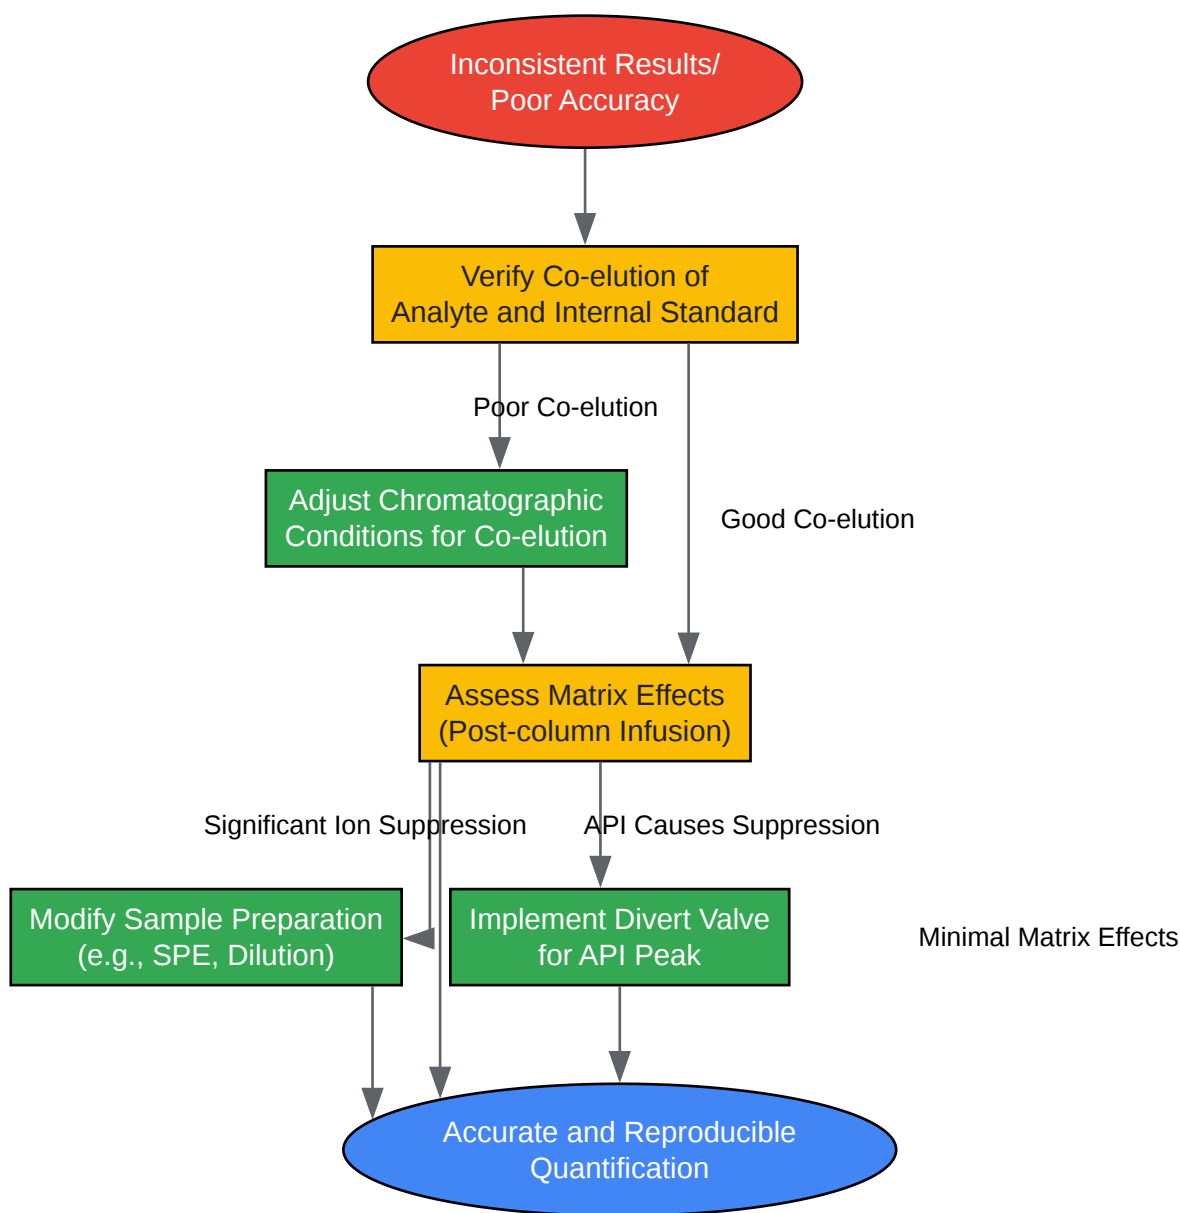 Inconsistent Results/
Poor Accuracy
Verify Co-elution of
Analyte and Internal Standard
Poor Co-elution
Adjust Chromatographic
Conditions for Co-elution
Good Co-elution
Assess Matrix Effects
(Post-column Infusion)
Significant Ion Suppression
API Causes Suppression
Modify Sample Preparation
(e.g., SPE, Dilution)
Implement Divert Valve
for API Peak
Minimal Matrix Effects
Accurate and Reproducible
Quantification